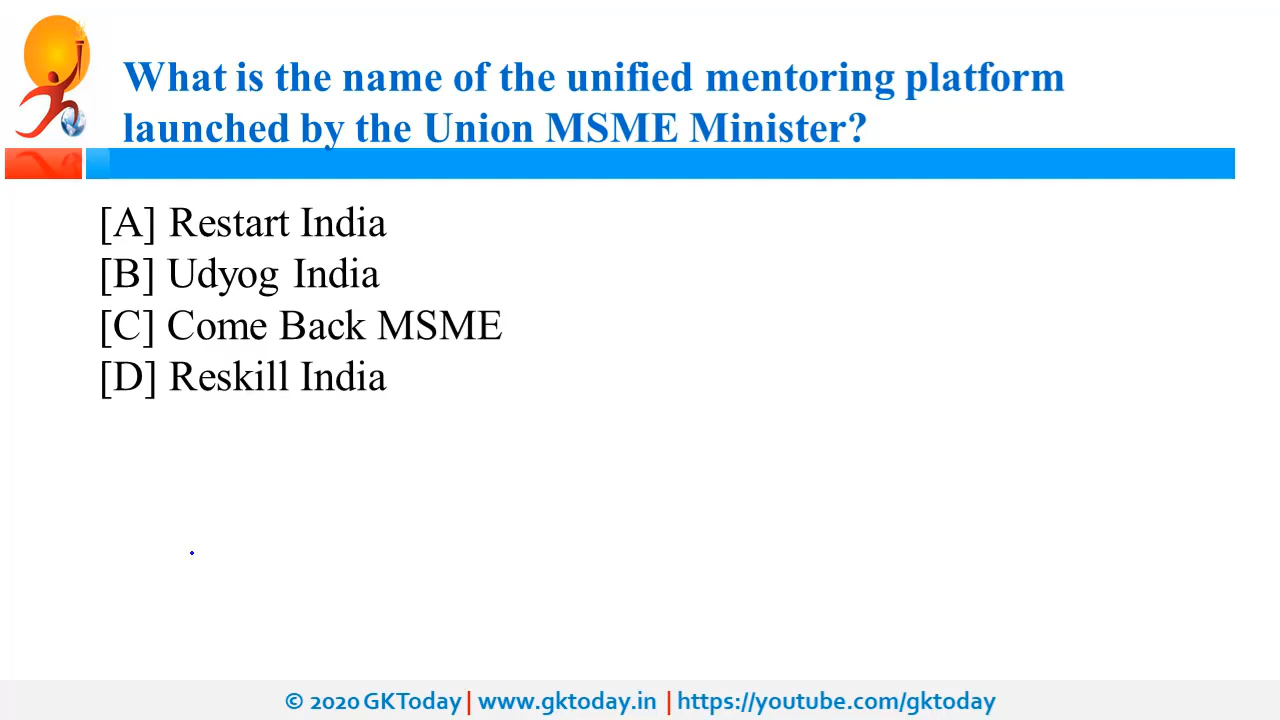 What is the name of the unified mentoring platform
launched by the Union MSME Minister?
[A] Restart India
[B] Udyog India
[C] Come Back MSME
[D] Reskill India
© 2020 GKToday | www.gktoday.in | https://youtube.com/gktoday